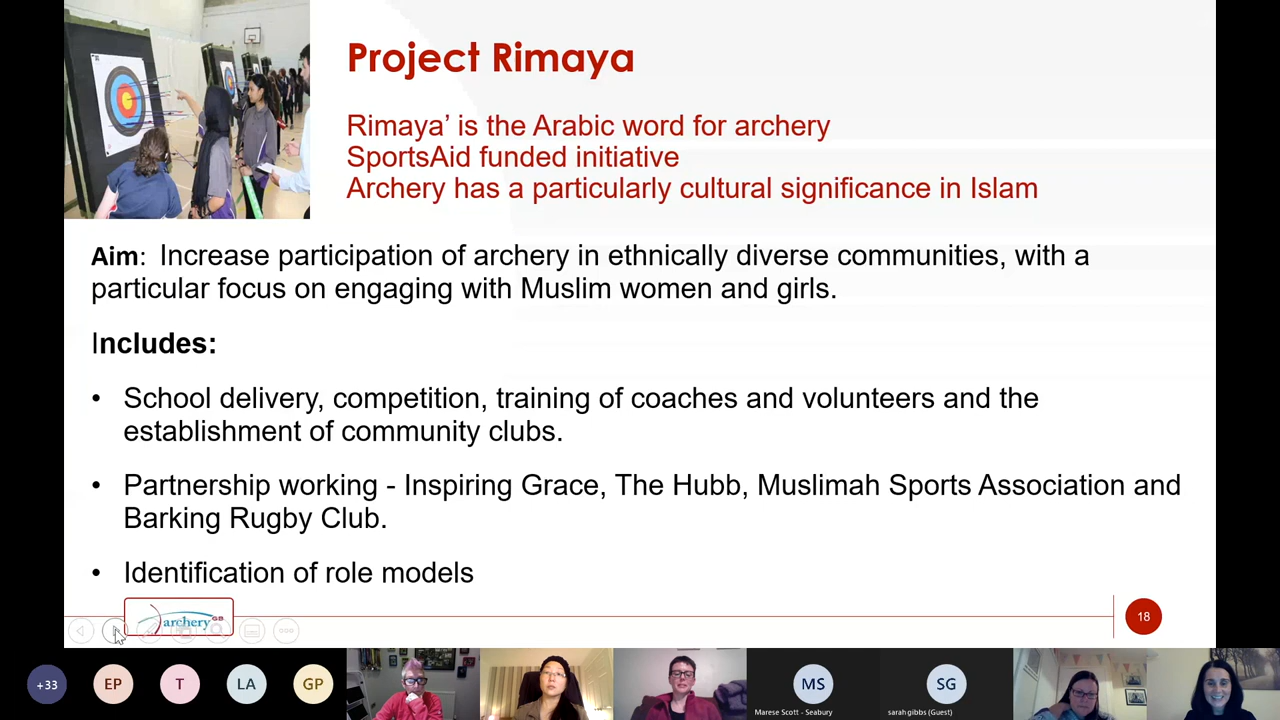 Project Rimaya
Rimaya’ is the Arabic word for archery
SportsAid funded initiative
Archery has a particularly cultural significance in Islam
Aim: Increase participation of archery in ethnically diverse communities, with a
particular focus on engaging with Muslim women and girls.
Includes:
• School delivery, competition, training of coaches and volunteers and the
establishment of community clubs.
• Partnership working - Inspiring Grace, The Hubb, Muslimah Sports Association and
Barking Rugby Club.
• Identification of role models
archery GB
18
+33
EP
T
LA
GP
MS
Marese Scott - Seabury
SG
sarah gibbs (Guest)